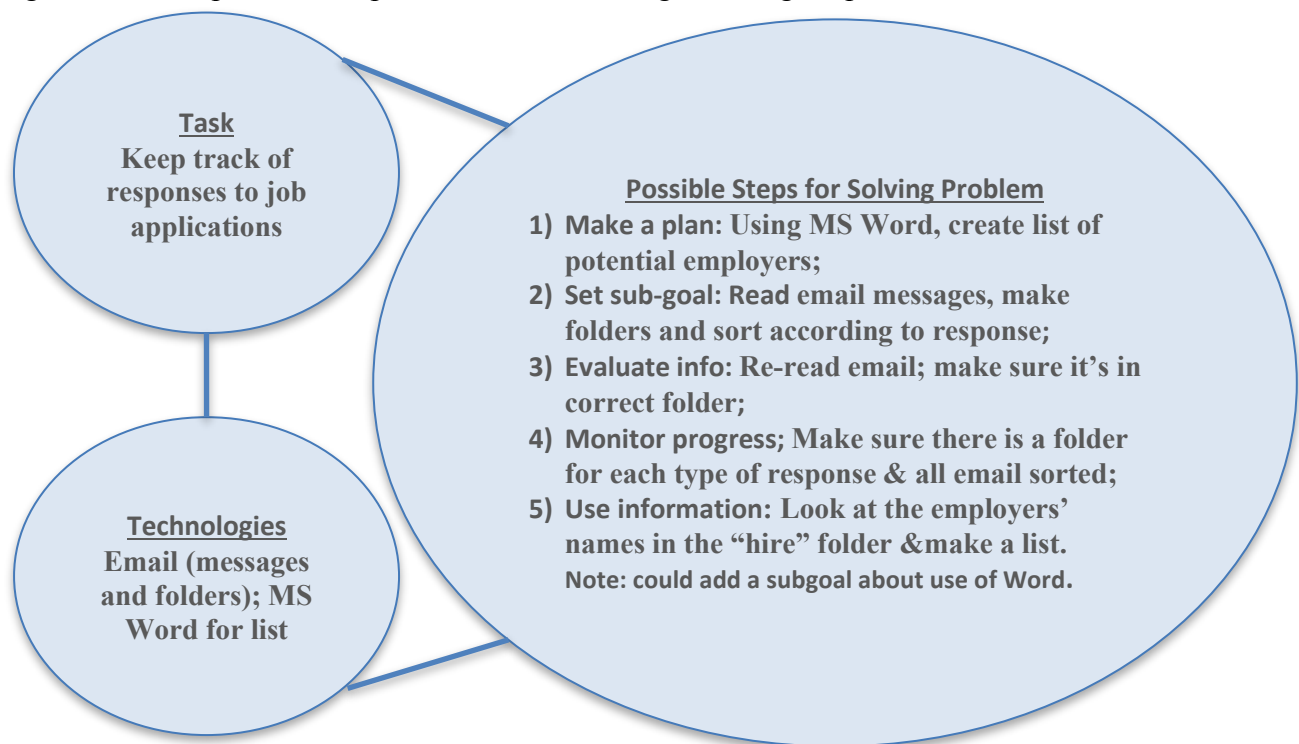 Task
Keep track of
responses to job
applications
Possible Steps for Solving Problem
1) Make a plan: Using MS Word, create list of
potential employers;
2) Set sub-goal: Read email messages, make
folders and sort according to response;
3) Evaluate info: Re-read email; make sure it’s in
correct folder;
4) Monitor progress; Make sure there is a folder
for each type of response & all email sorted;
5) Use information: Look at the employers’
names in the “hire” folder &make a list.
Note: could add a subgoal about use of Word.
Technologies
Email (messages
and folders); MS
Word for list